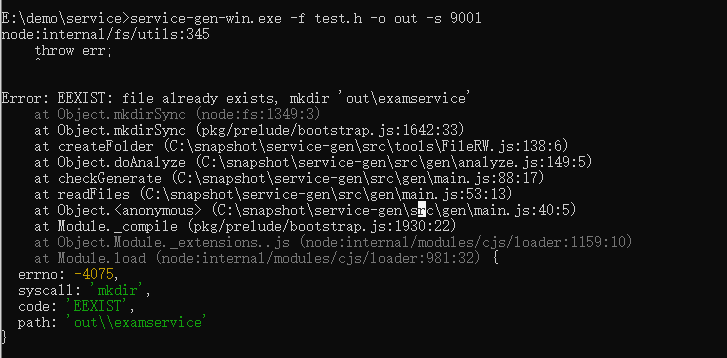 E:\demo\service>service-gen-win.exe -f test.h -o out -s 9001
node:internal/fs/utils:345
    throw err;
    ^

Error: EEXIST: file already exists, mkdir 'out\examservice'
    at Object.mkdirSync (node:fs:1349:3)
    at Object.mkdirSync (pkg/prelude/bootstrap.js:1642:33)
    at createFolder (C:\snapshot\service-gen\src\tools\FileRW.js:138:6)
    at Object.doAnalyze (C:\snapshot\service-gen\src\gen\analyze.js:149:5)
    at checkGenerate (C:\snapshot\service-gen\src\gen\main.js:88:17)
    at readFiles (C:\snapshot\service-gen\src\gen\main.js:53:13)
    at Object.<anonymous> (C:\snapshot\service-gen\src\gen\main.js:40:5)
    at Module._compile (pkg/prelude/bootstrap.js:1930:22)
    at Object.Module._extensions..js (node:internal/modules/cjs/loader:1159:10)
    at Module.load (node:internal/modules/cjs/loader:981:32) {
  errno: -4075,
  syscall: 'mkdir',
  code: 'EEXIST',
  path: 'out\\examservice'
}